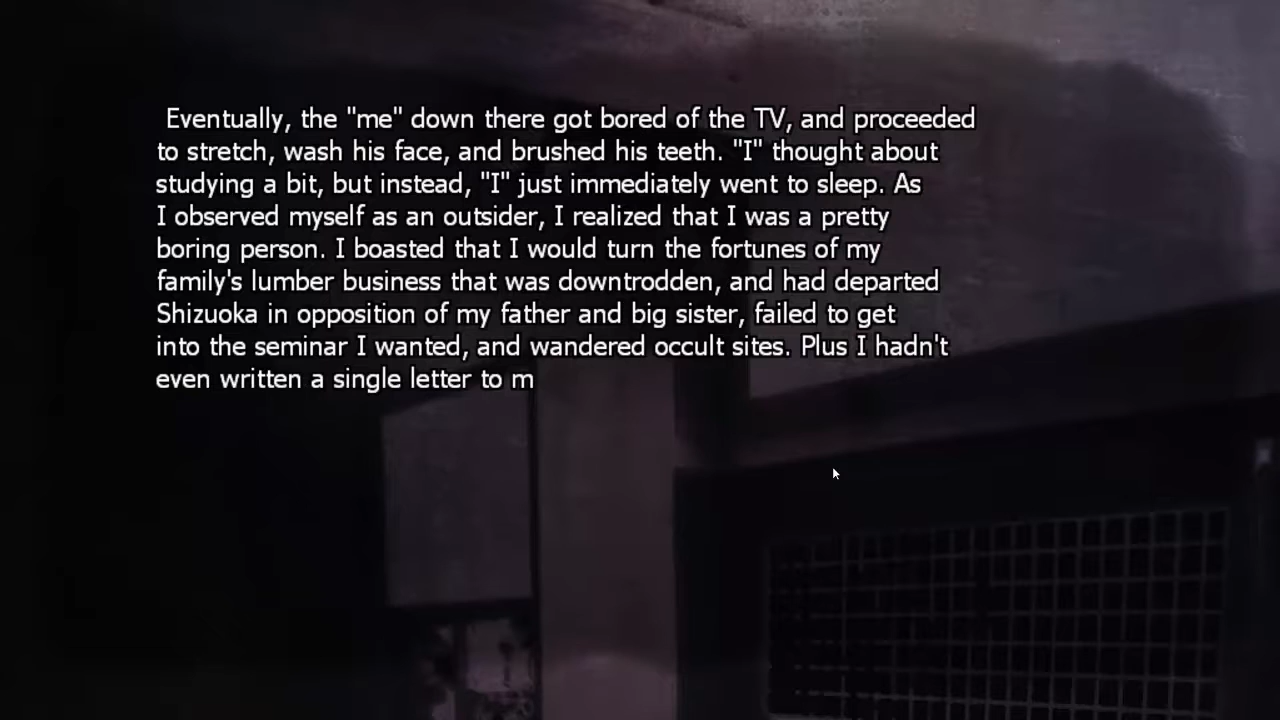 Eventually, the "me" down there got bored of the TV, and proceeded
to stretch, wash his face, and brushed his teeth. "I" thought about
studying a bit, but instead, "I" just immediately went to sleep. As
I observed myself as an outsider, I realized that I was a pretty
boring person. I boasted that I would turn the fortunes of my
family's lumber business that was downtrodden, and had departed
Shizuoka in opposition of my father and big sister, failed to get
into the seminar I wanted, and wandered occult sites. Plus I hadn't
even written a single letter to m